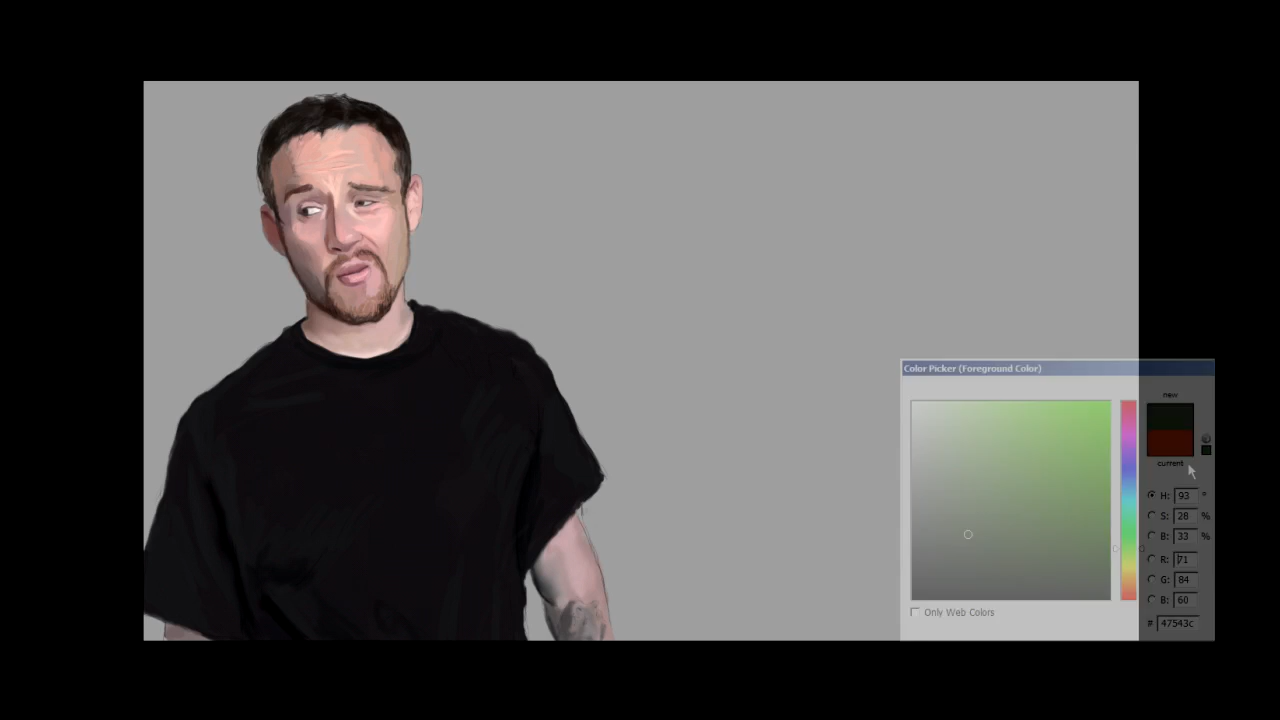 Color Picker (Foreground Color)
new
current
H: 93 °
S: 28 %
B: 33 %
R: 71
G: 84
B: 60
# 47543c
Only Web Colors